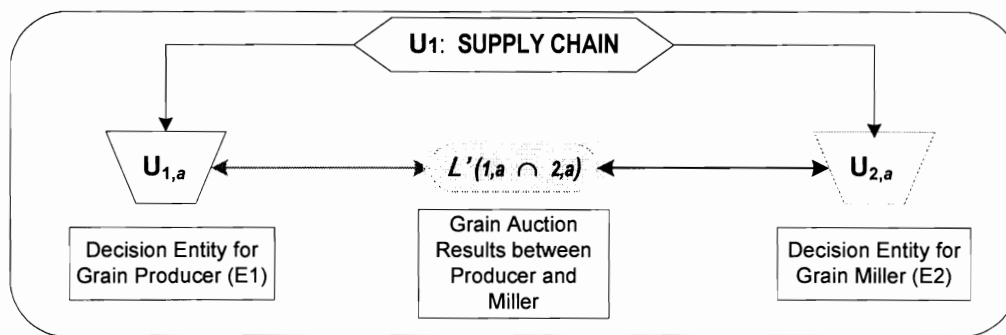 U1: SUPPLY CHAIN
U1,a
L'(1,a ∩ 2,a)
U2,a
Decision Entity for
Grain Producer (E1)
Grain Auction
Results between
Producer and
Miller
Decision Entity for
Grain Miller (E2)